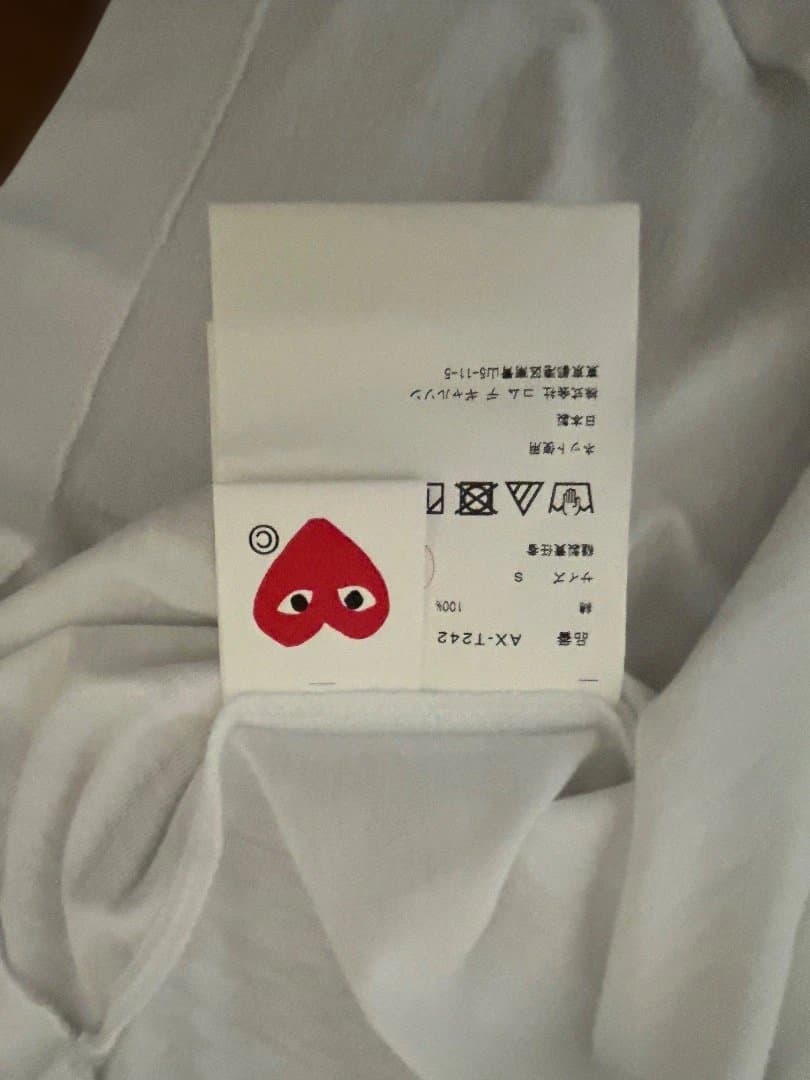 品番 AX-T242
綿 100%
サイズ S
縫製責任者
ネット使用
日本製
株式会社 コム デ ギャルソン
東京都港区南青山5-11-5
©